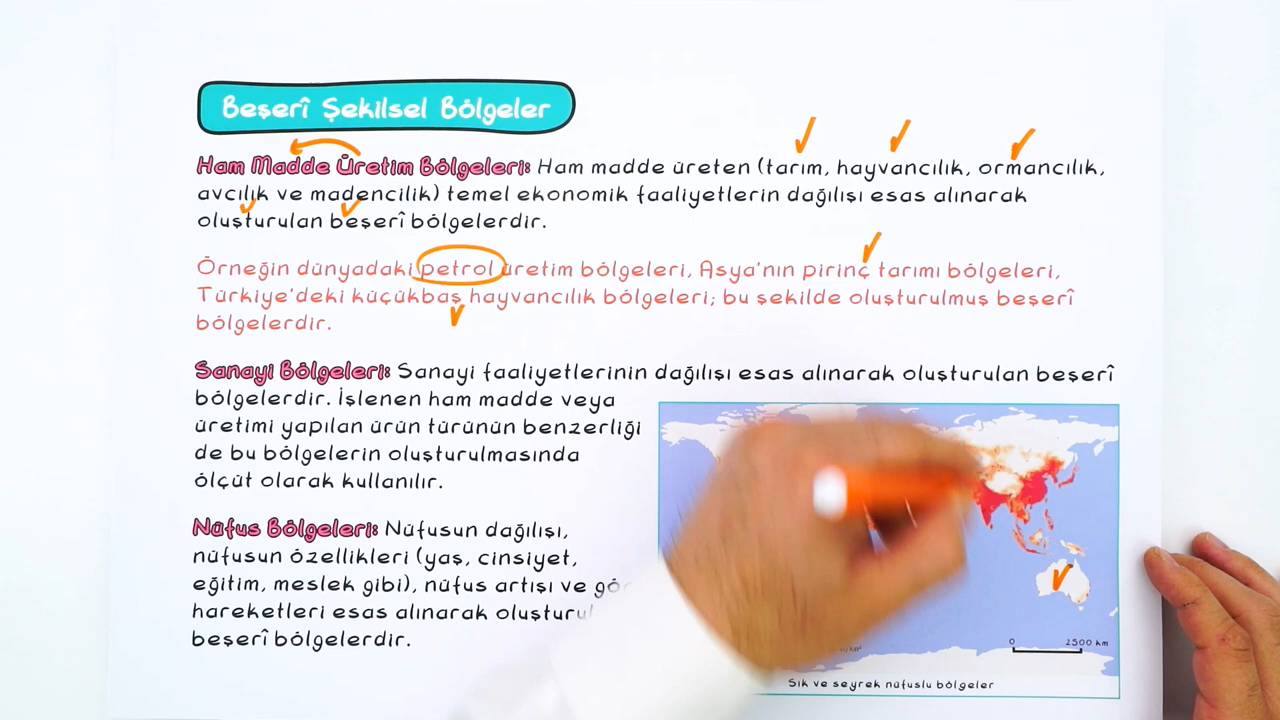 Beşerî Şekilsel Bölgeler
Ham Madde Üretim Bölgeleri: Ham madde üreten (tarım, hayvancılık, ormancılık,
avcılık ve madencilik) temel ekonomik faaliyetlerin dağılışı esas alınarak
oluşturulan beşerî bölgelerdir.
Örneğin dünyadaki petrol üretim bölgeleri, Asya'nın pirinç tarımı bölgeleri,
Türkiye'deki küçükbaş hayvancılık bölgeleri; bu şekilde oluşturulmuş beşerî
bölgelerdir.
Sanayi Bölgeleri: Sanayi faaliyetlerinin dağılışı esas alınarak oluşturulan beşerî
bölgelerdir. İşlenen ham madde veya
üretimi yapılan ürün türünün benzerliği
de bu bölgelerin oluşturulmasında
ölçüt olarak kullanılır.
Nüfus Bölgeleri: Nüfusun dağılışı,
nüfusun özellikleri (yaş, cinsiyet,
eğitim, meslek gibi), nüfus artışı ve
hareketleri esas alınarak
beşerî bölgelerdir.
0 2500 km
Sık ve seyrek nüfuslu bölgeler